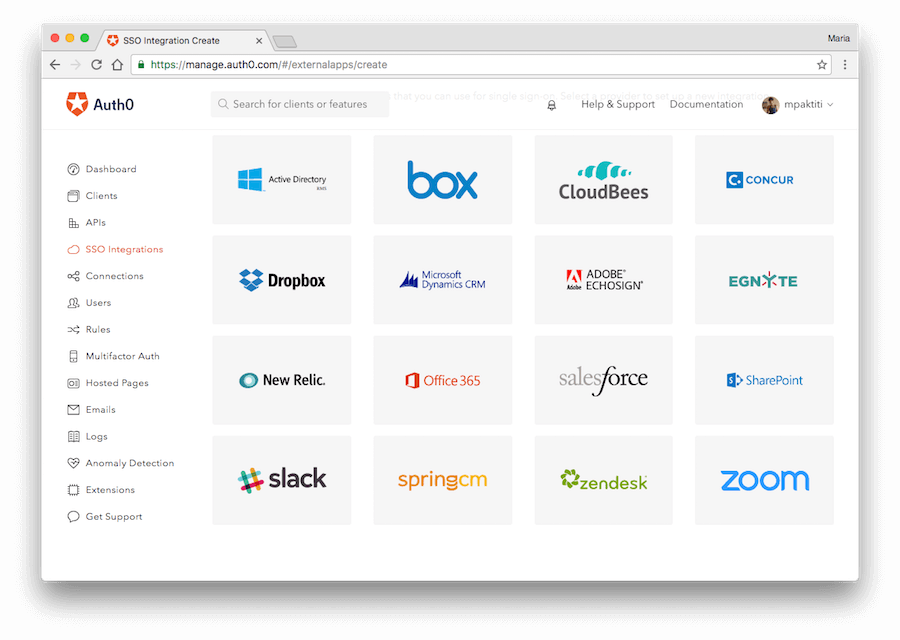 SSO Integration Create
Maria
https://manage.auth0.com/#/externalapps/create
Auth0
Search for clients or features
that you can use for single sign-on. Select a provider to set up a new integration
Help & Support
Documentation
mpaktiti
Dashboard
Clients
APIs
SSO Integrations
Connections
Users
Rules
Multifactor Auth
Hosted Pages
Emails
Logs
Anomaly Detection
Extensions
Get Support
Active Directory
RMS
box
CloudBees
CONCUR
Dropbox
Microsoft
Dynamics CRM
Adobe
ADOBE®
ECHOSIGN®
EGNYTE
New Relic.
Office 365
salesforce
SharePoint
slack
springcm
zendesk
zoom